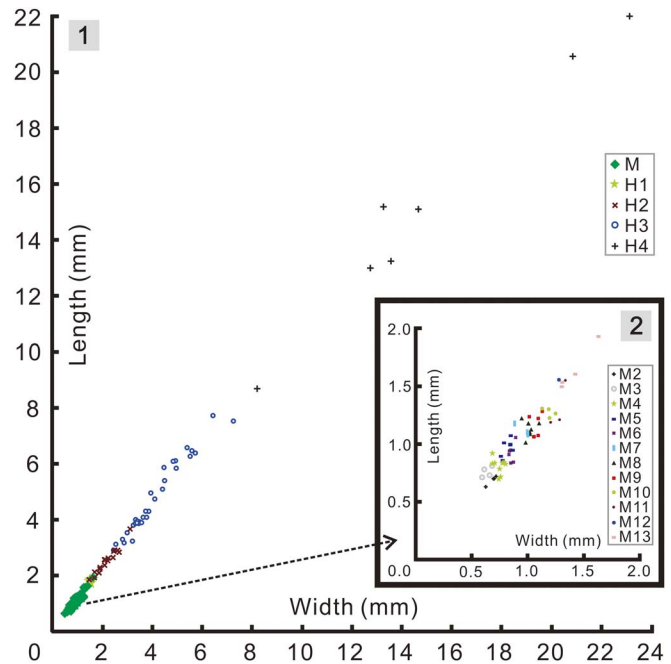 22
20
18
16
14
12
10
8
6
4
2
0
1
Length (mm)
M
H1
H2
H3
H4
2
2.0
1.5
1.0
0.5
0.0
Length (mm)
M2
M3
M4
M5
M6
M7
M8
M9
M10
M11
M12
M13
Width (mm)
0.5 1.0 1.5 2.0
Width (mm)
2 4 6 8 10 12 14 16 18 20 22 24